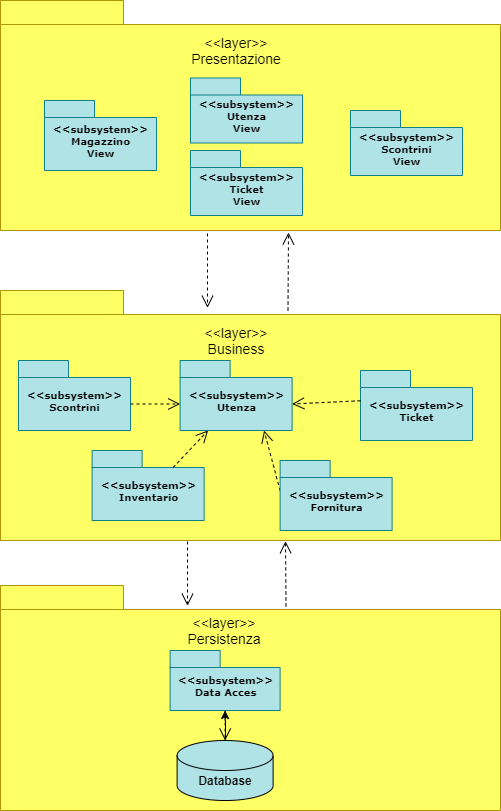 <<layer>>
Presentazione
<<subsystem>>
Magazzino
View
<<subsystem>>
Utenza
View
<<subsystem>>
Ticket
View
<<subsystem>>
Scontrini
View
<<layer>>
Business
<<subsystem>>
Scontrini
<<subsystem>>
Utenza
<<subsystem>>
Ticket
<<subsystem>>
Inventario
<<subsystem>>
Fornitura
<<layer>>
Persistenza
<<subsystem>>
Data Acces
Database